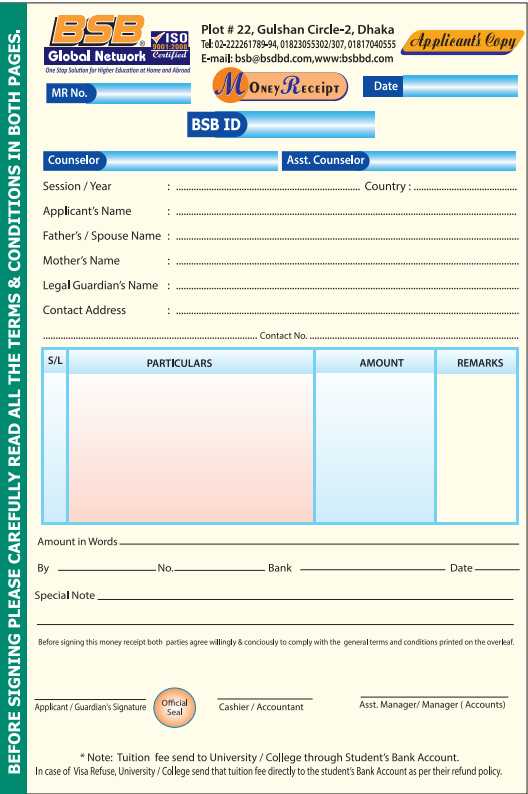 BEFORE SIGNING PLEASE CAREFULLY READ ALL THE TERMS & CONDITIONS IN BOTH PAGES.
BSB ®
Global Network
One Stop Solution for Higher Education at Home and Abroad
ISO
9001:2000
Certified
Plot # 22, Gulshan Circle-2, Dhaka
Tel: 02-222261789-94, 01823055302/307, 01817040555
E-mail: bsb@bsdbd.com,www:bsbbd.com
Applicant's Copy
MR No.
Money Receipt
Date
BSB ID
Counselor Asst. Counselor
Session / Year : .......... Country : ..........
Applicant's Name : ..........
Father's / Spouse Name : ..........
Mother's Name : ..........
Legal Guardian's Name : ..........
Contact Address : ..........
.......... Contact No. ..........
S/L PARTICULARS AMOUNT REMARKS
Amount in Words
By No. Bank Date
Special Note
Before signing this money receipt both parties agree willingly & conciously to comply with the general terms and conditions printed on the overleaf.
Applicant / Guardian's Signature
Official
Seal
Cashier / Accountant
Asst. Manager/ Manager ( Accounts)
* Note: Tuition fee send to University / College through Student's Bank Account.
In case of Visa Refuse, University / College send that tuition fee directly to the student's Bank Account as per their refund policy.